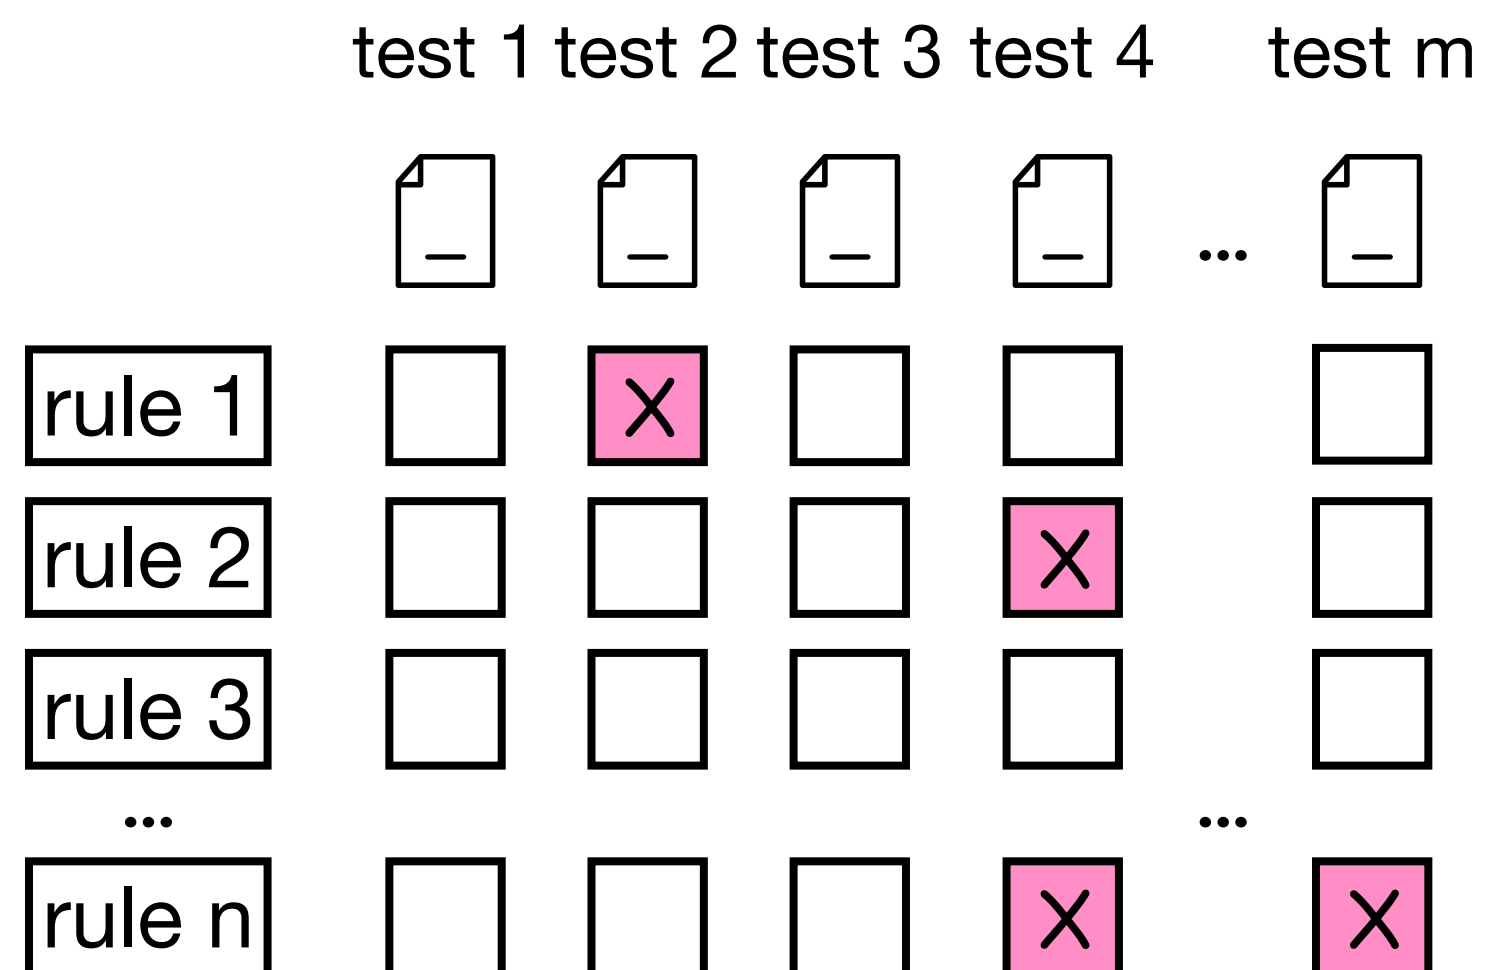 test 1 test 2 test 3 test 4 test m
...
rule 1 X
rule 2 X
rule 3
... ...
rule n X X